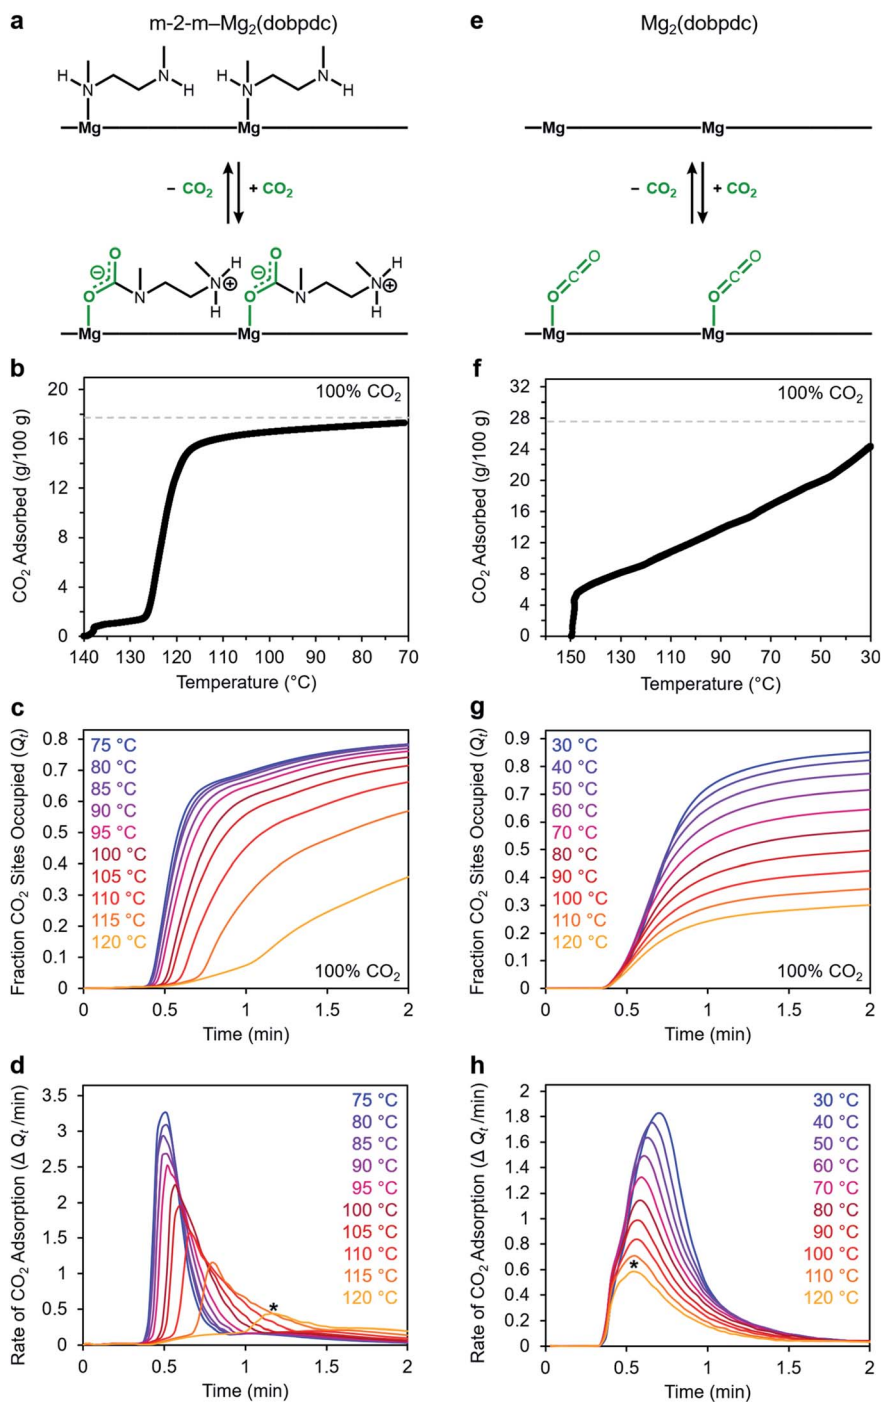 a
m-2-m–Mg₂(dobpdc)
H
N
N
H
H
N
N
H
Mg
Mg
− CO₂
+ CO₂
O
⊖
O
N
N
H
⊕
H
O
⊖
O
N
N
H
⊕
H
Mg
Mg
b
100% CO₂
CO₂ Adsorbed (g/100 g)
20
16
12
8
4
0
140 130 120 110 100 90 80 70
Temperature (°C)
c
Fraction CO₂ Sites Occupied (Qₜ)
0.8
0.7
0.6
0.5
0.4
0.3
0.2
0.1
0
75 °C
80 °C
85 °C
90 °C
95 °C
100 °C
105 °C
110 °C
115 °C
120 °C
100% CO₂
0 0.5 1 1.5 2
Time (min)
d
Rate of CO₂ Adsorption (Δ Qₜ /min)
3.5
3
2.5
2
1.5
1
0.5
0
75 °C
80 °C
85 °C
90 °C
95 °C
100 °C
105 °C
110 °C
115 °C
120 °C
*
0 0.5 1 1.5 2
Time (min)
e
Mg₂(dobpdc)
Mg
Mg
− CO₂
+ CO₂
O
C
O
O
C
O
Mg
Mg
f
100% CO₂
CO₂ Adsorbed (g/100 g)
32
28
24
20
16
12
8
4
0
150 130 110 90 70 50 30
Temperature (°C)
g
Fraction CO₂ Sites Occupied (Qₜ)
0.9
0.8
0.7
0.6
0.5
0.4
0.3
0.2
0.1
0
30 °C
40 °C
50 °C
60 °C
70 °C
80 °C
90 °C
100 °C
110 °C
120 °C
100% CO₂
0 0.5 1 1.5 2
Time (min)
h
Rate of CO₂ Adsorption (Δ Qₜ /min)
2
1.8
1.6
1.4
1.2
1
0.8
0.6
0.4
0.2
0
30 °C
40 °C
50 °C
60 °C
70 °C
80 °C
90 °C
100 °C
110 °C
120 °C
*
0 0.5 1 1.5 2
Time (min)